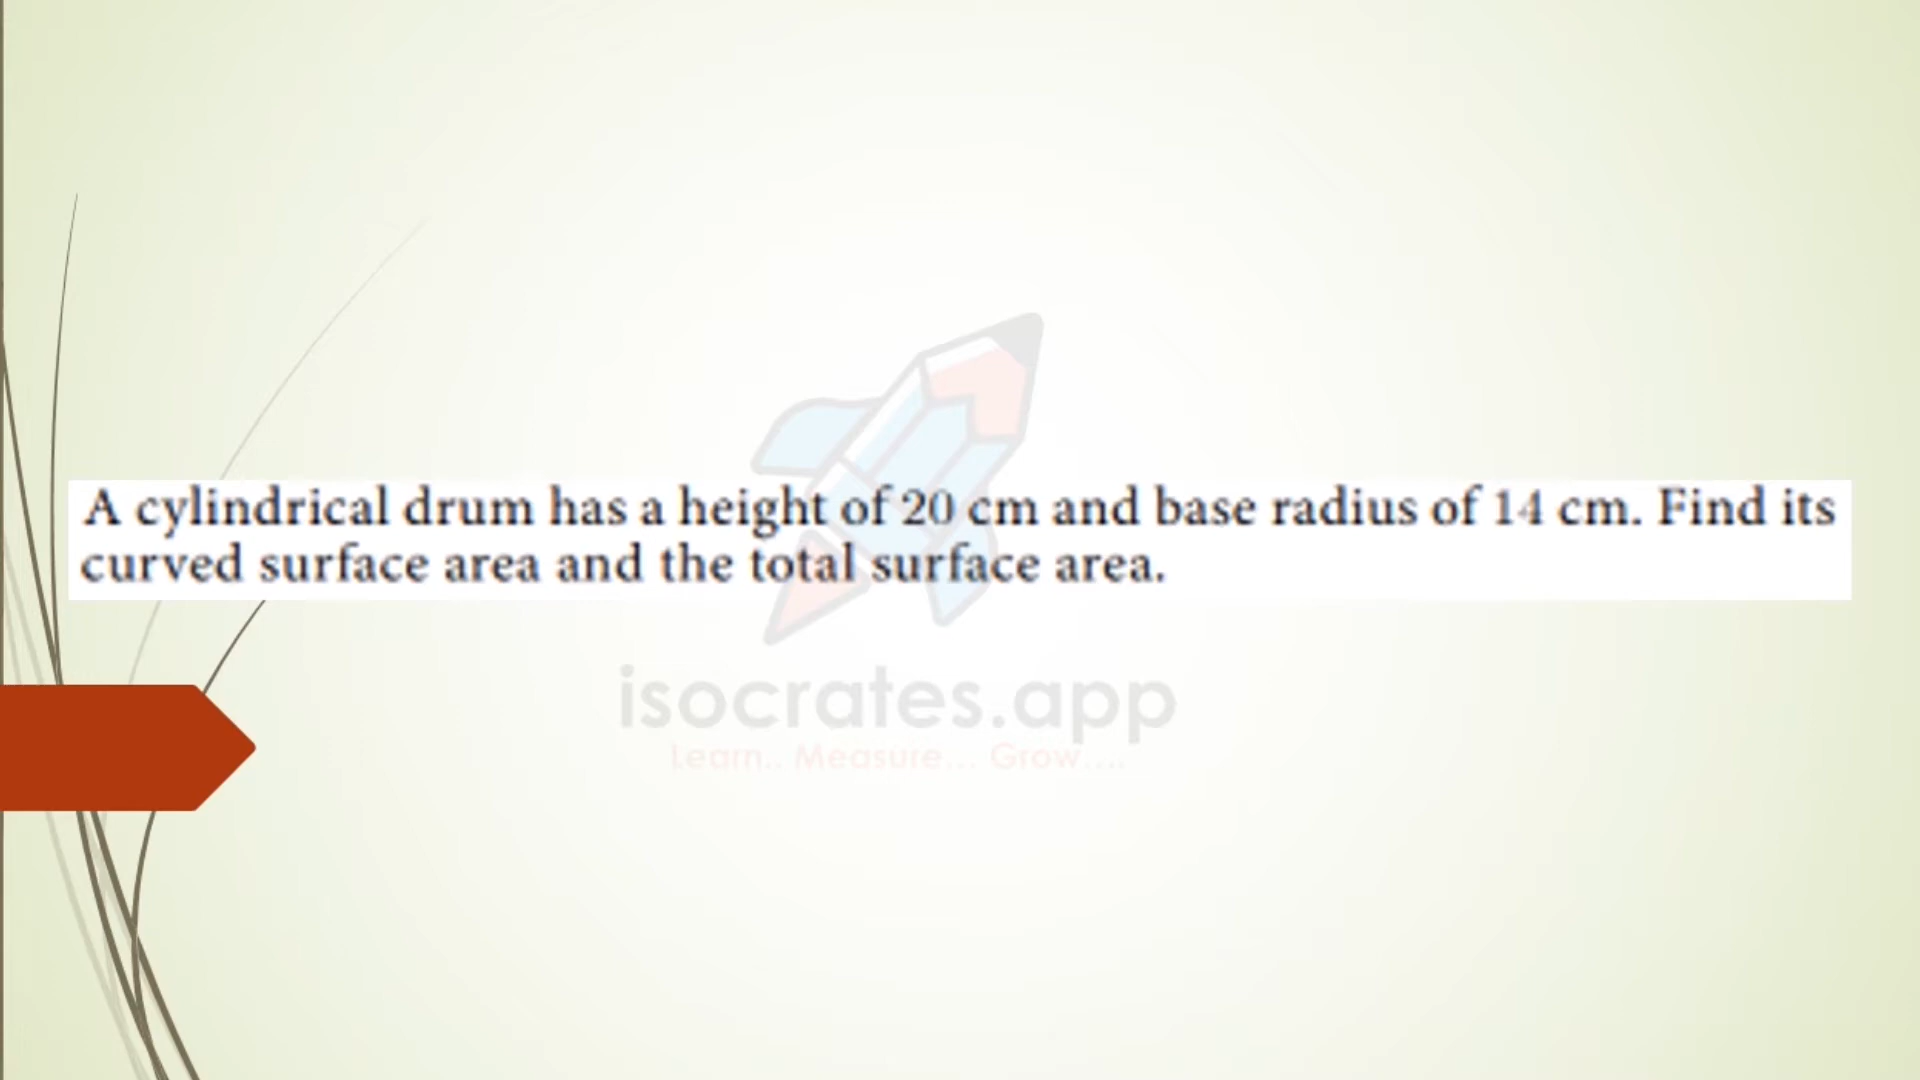 A cylindrical drum has a height of 20 cm and base radius of 14 cm. Find its
curved surface area and the total surface area.
isocrates.app
Learn.. Measure... Grow....